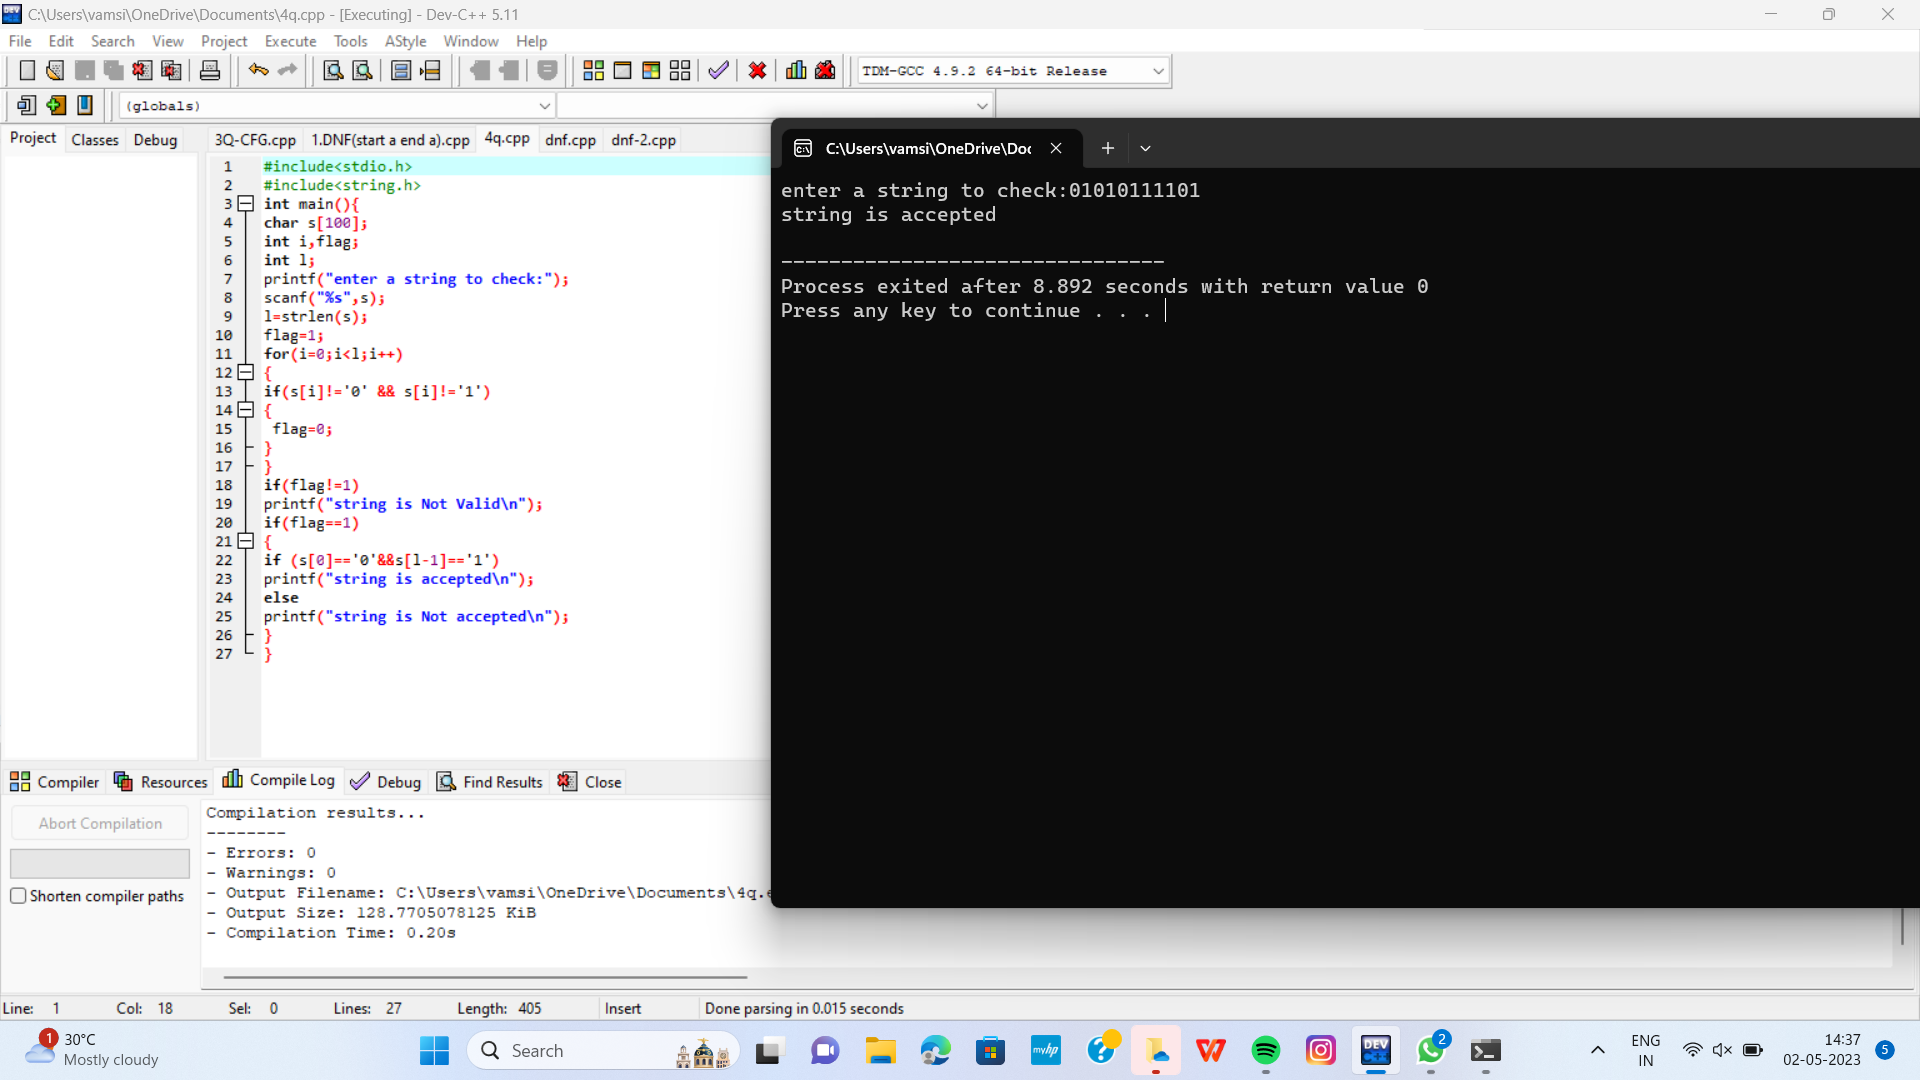 C:\Users\vamsi\OneDrive\Documents\4q.cpp - [Executing] - Dev-C++ 5.11
File Edit Search View Project Execute Tools AStyle Window Help
TDM-GCC 4.9.2 64-bit Release
(globals)
Project Classes Debug
3Q-CFG.cpp 1.DNF(start a end a).cpp 4q.cpp dnf.cpp dnf-2.cpp
1 #include<stdio.h>
2 #include<string.h>
3 int main(){
4 char s[100];
5 int i,flag;
6 int l;
7 printf("enter a string to check:");
8 scanf("%s",s);
9 l=strlen(s);
10 flag=1;
11 for(i=0;i<l;i++)
12 {
13 if(s[i]!='0' && s[i]!='1')
14 {
15 flag=0;
16 }
17 }
18 if(flag!=1)
19 printf("string is Not Valid\n");
20 if(flag==1)
21 {
22 if (s[0]=='0'&&s[l-1]=='1')
23 printf("string is accepted\n");
24 else
25 printf("string is Not accepted\n");
26 }
27 }
C:\Users\vamsi\OneDrive\Doc
enter a string to check:01010111101
string is accepted
--------------------------------
Process exited after 8.892 seconds with return value 0
Press any key to continue . . .
Compiler Resources Compile Log Debug Find Results Close
Abort Compilation
Shorten compiler paths
Compilation results...
--------
- Errors: 0
- Warnings: 0
- Output Filename: C:\Users\vamsi\OneDrive\Documents\4q.e
- Output Size: 128.7705078125 KiB
- Compilation Time: 0.20s
Line: 1 Col: 18 Sel: 0 Lines: 27 Length: 405 Insert Done parsing in 0.015 seconds
1
30°C
Mostly cloudy
Search
myhp
DEV
C++
2
ENG
IN
14:37
02-05-2023
5